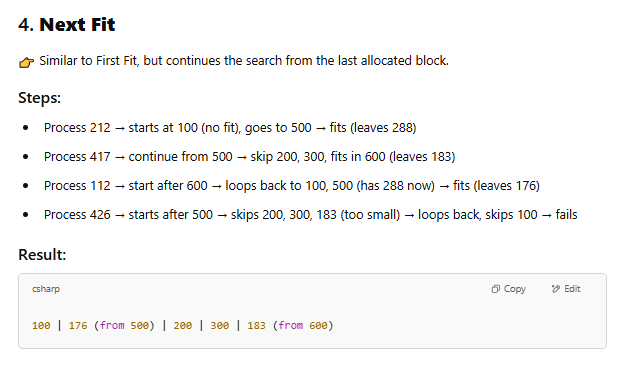 4. Next Fit
👉 Similar to First Fit, but continues the search from the last allocated block.
Steps:
• Process 212 → starts at 100 (no fit), goes to 500 → fits (leaves 288)
• Process 417 → continue from 500 → skip 200, 300, fits in 600 (leaves 183)
• Process 112 → start after 600 → loops back to 100, 500 (has 288 now) → fits (leaves 176)
• Process 426 → starts after 500 → skips 200, 300, 183 (too small) → loops back, skips 100 → fails
Result:
csharp Copy Edit
100 | 176 (from 500) | 200 | 300 | 183 (from 600)